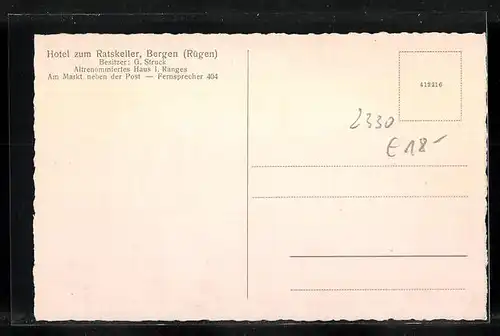 Hotel zum Ratskeller, Bergen (Rügen)
Besitzer: G. Struck
Altrenommiertes Haus I. Ranges
Am Markt neben der Post — Fernsprecher 404
412316
2330
€ 18-